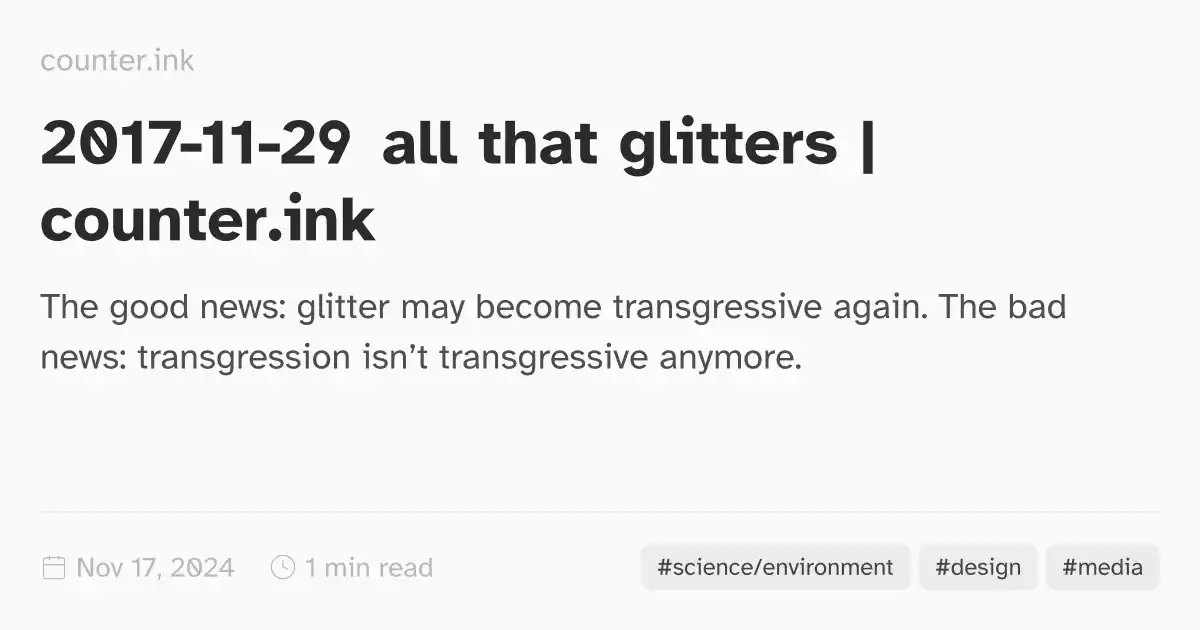 counter.ink
2017-11-29 all that glitters |
counter.ink
The good news: glitter may become transgressive again. The bad
news: transgression isn’t transgressive anymore.
Nov 17, 2024 1 min read #science/environment #design #media